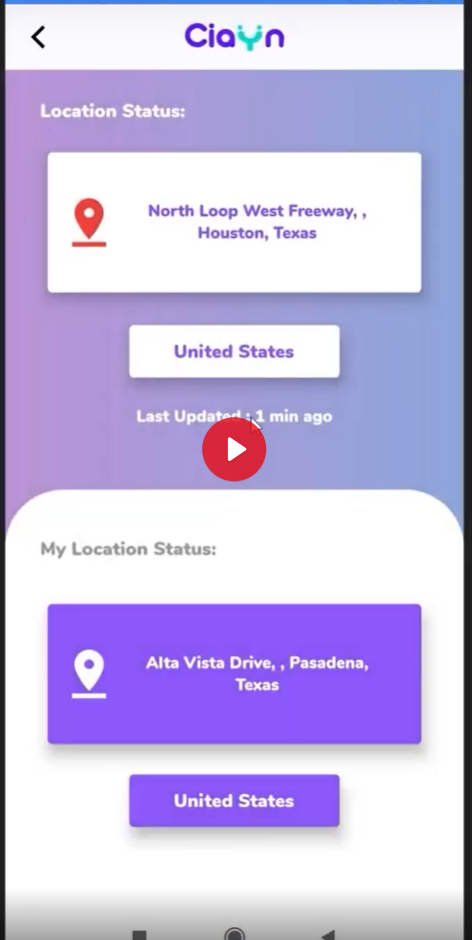 Ciayn
Location Status:
North Loop West Freeway, ,
Houston, Texas
United States
Last Updated : 1 min ago
My Location Status:
Alta Vista Drive, , Pasadena,
Texas
United States